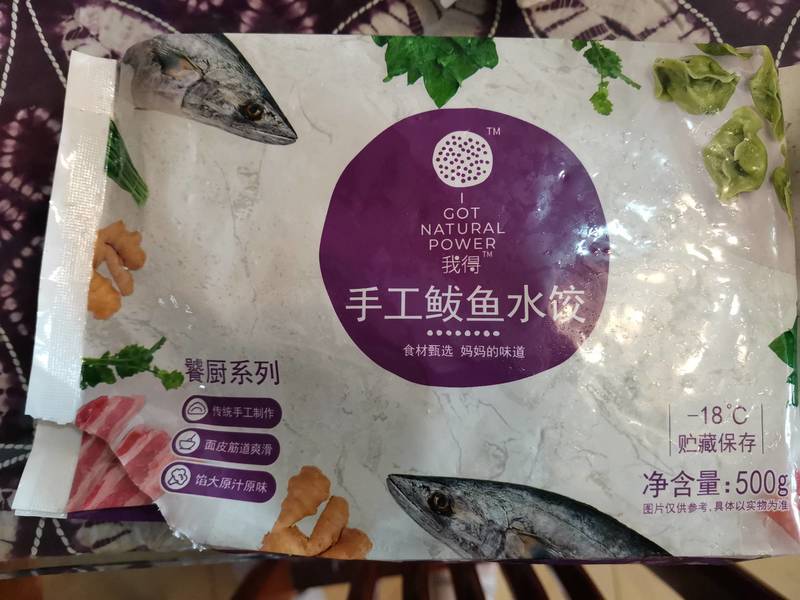 TM
I
GOT
NATURAL
POWER
我得TM
手工鲅鱼水饺
食材甄选 妈妈的味道
饕厨系列
传统手工制作
面皮筋道爽滑
馅大原汁原味
-18℃
贮藏保存
净含量:500g
图片仅供参考,具体以实物为准